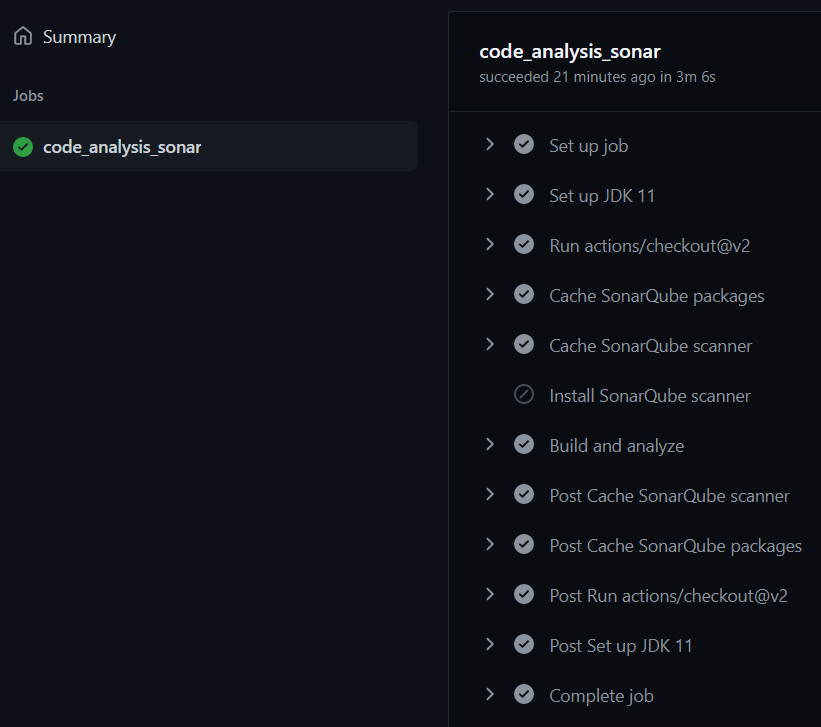 Summary
Jobs
code_analysis_sonar
code_analysis_sonar
succeeded 21 minutes ago in 3m 6s
Set up job
Set up JDK 11
Run actions/checkout@v2
Cache SonarQube packages
Cache SonarQube scanner
Install SonarQube scanner
Build and analyze
Post Cache SonarQube scanner
Post Cache SonarQube packages
Post Run actions/checkout@v2
Post Set up JDK 11
Complete job